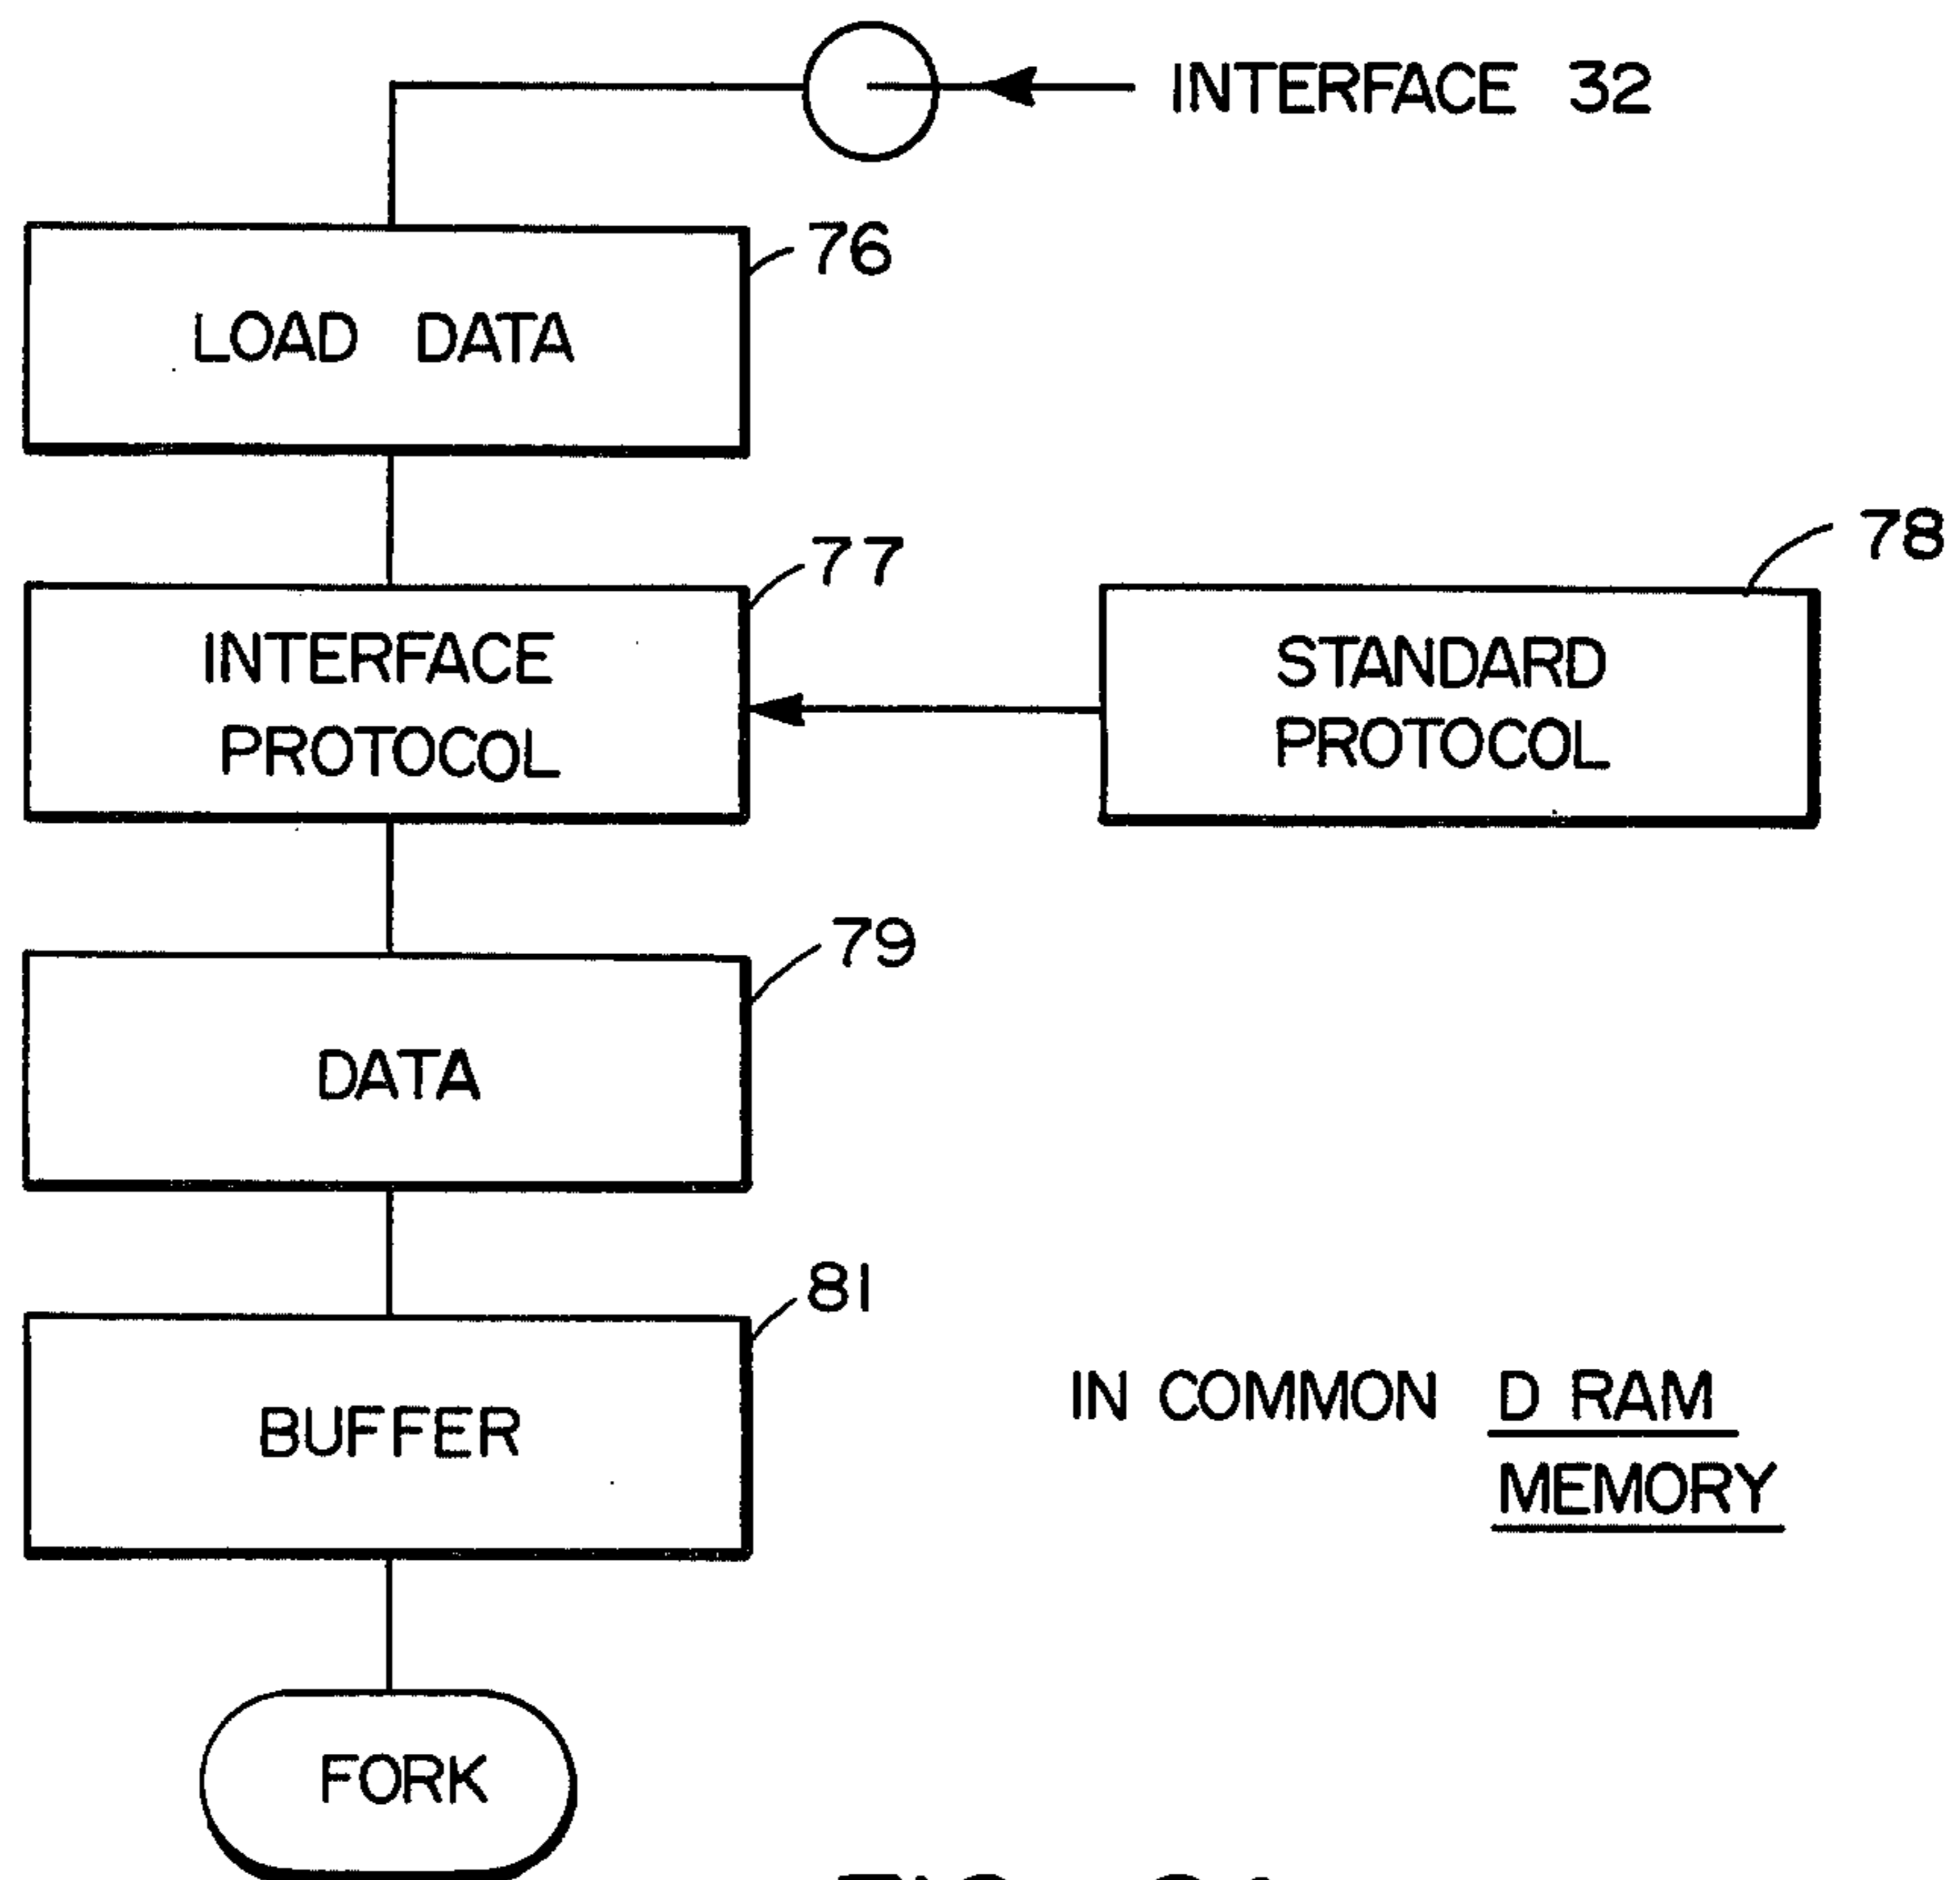 INTERFACE 32
76
LOAD DATA
77
78
INTERFACE
PROTOCOL
STANDARD
PROTOCOL
79
DATA
81
BUFFER
IN COMMON D RAM
MEMORY
FORK